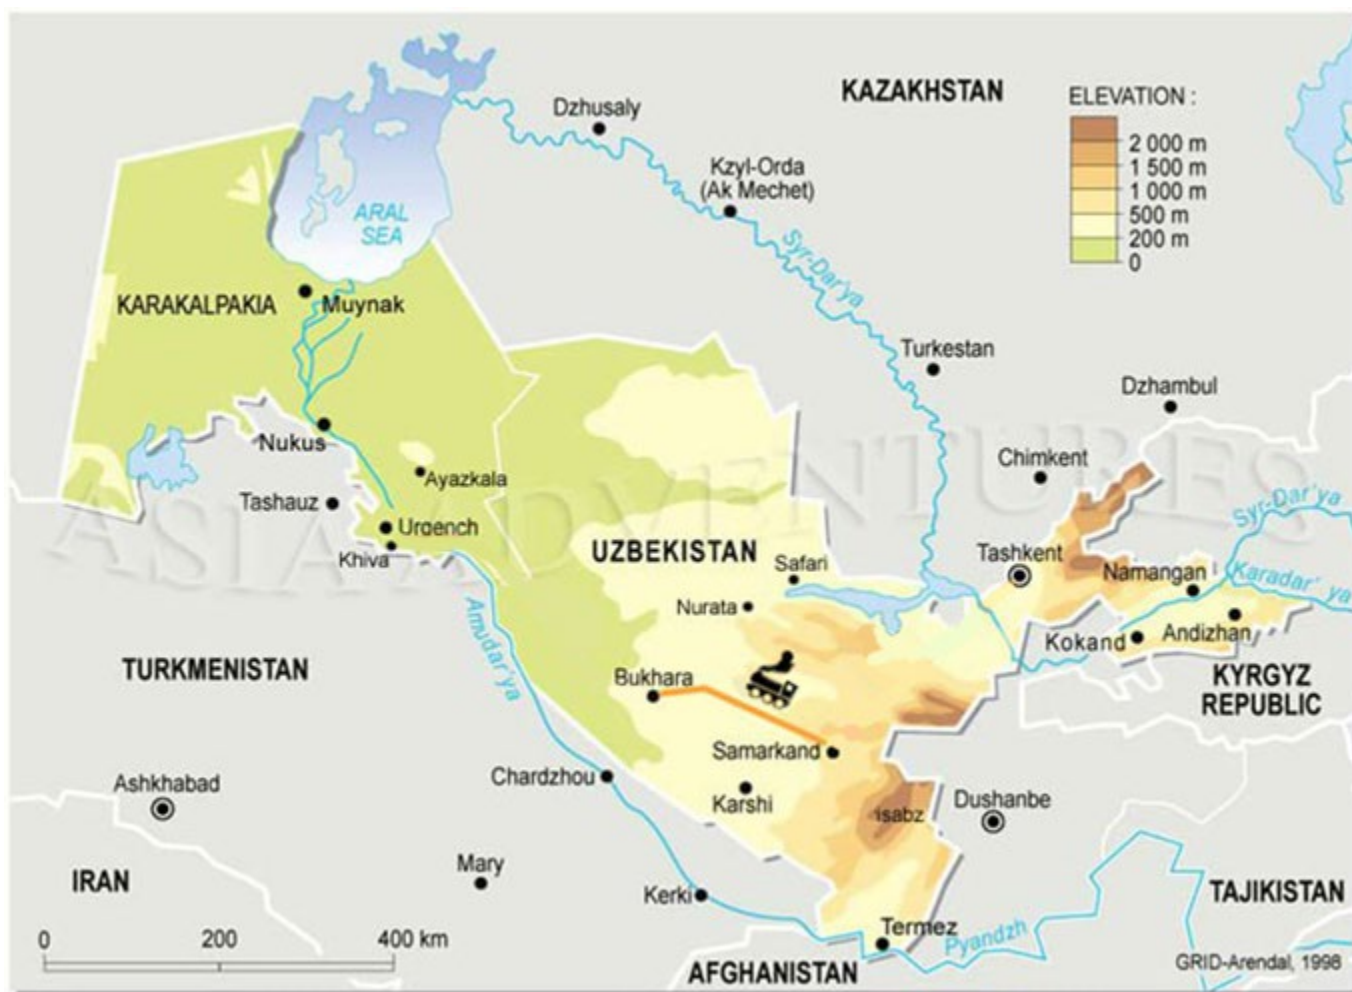 KAZAKHSTAN
ELEVATION :
2 000 m
1 500 m
1 000 m
500 m
200 m
0
Dzhusaly
Kzyl-Orda
(Ak Mechet)
ARAL
SEA
Syr-Dar'ya
KARAKALPAKIA
Muynak
Turkestan
Dzhambul
Nukus
Ayazkala
Chimkent
ASIA ADVENTURES
Tashauz
Urgench
Khiva
UZBEKISTAN
Safari
Tashkent
Namangan
Syr-Dar'ya
Karadar' ya
Nurata
Kokand
Andizhan
Amudar'ya
TURKMENISTAN
Bukhara
KYRGYZ
REPUBLIC
Samarkand
Chardzhou
Karshi
isabz
Dushanbe
Ashkhabad
Mary
IRAN
Kerki
TAJIKISTAN
Termez
Pyandzh
0 200 400 km
AFGHANISTAN
GRID-Arendal, 1998